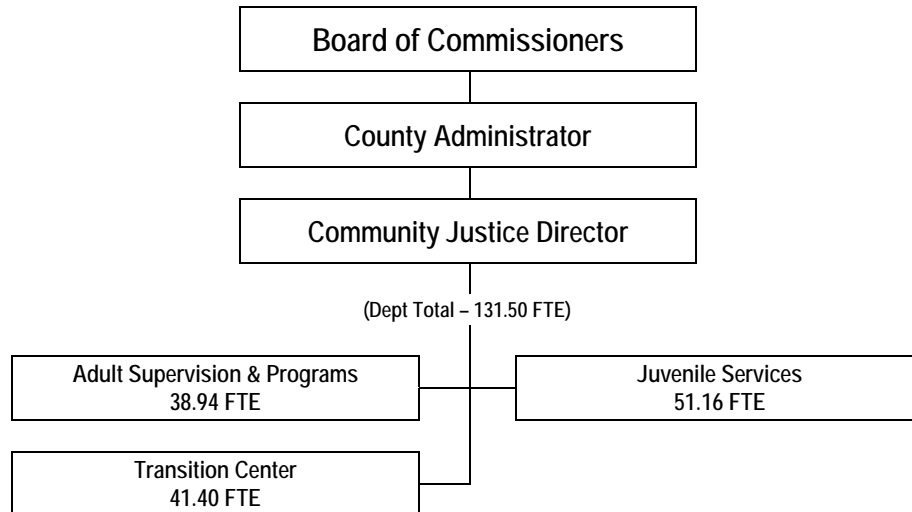 Board of Commissioners
County Administrator
Community Justice Director
(Dept Total – 131.50 FTE)
Adult Supervision & Programs
38.94 FTE
Juvenile Services
51.16 FTE
Transition Center
41.40 FTE